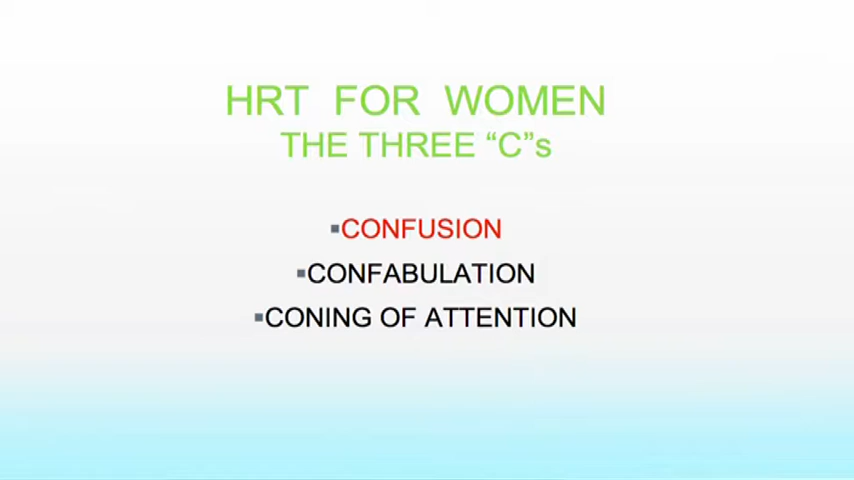 HRT FOR WOMEN
THE THREE “C”s
▪CONFUSION
▪CONFABULATION
▪CONING OF ATTENTION